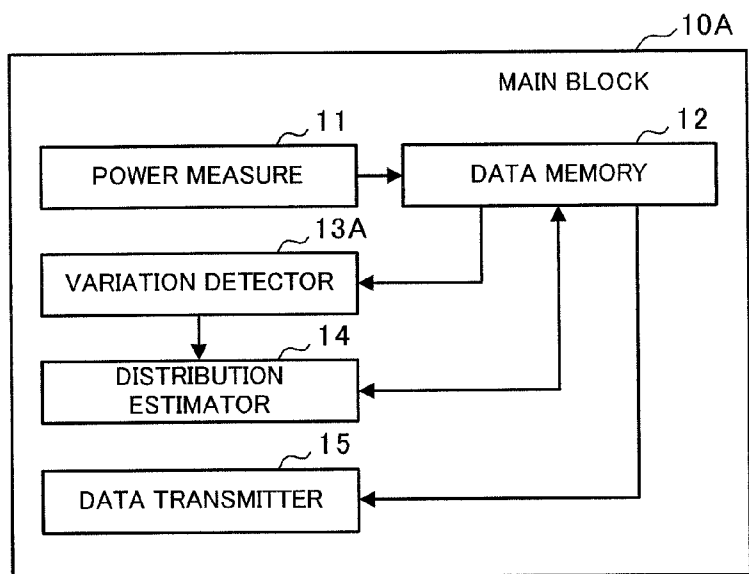 10A
MAIN BLOCK
11
12
POWER MEASURE
DATA MEMORY
13A
VARIATION DETECTOR
14
DISTRIBUTION
ESTIMATOR
15
DATA TRANSMITTER